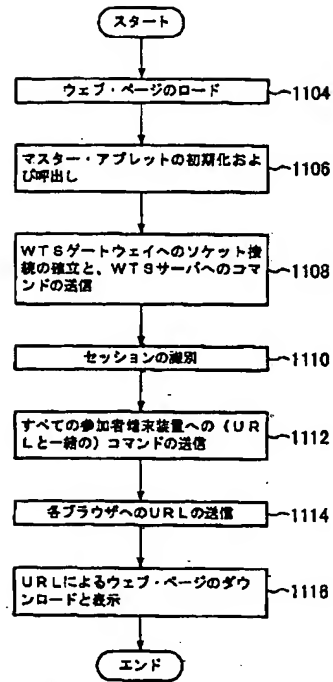 スタート
ウェブ・ページのロード
1104
マスター・アプレットの初期化およ
び呼出し
1106
WTSゲートウェイへのソケット接
続の確立と、WTSサーバへのコマ
ンドの送信
1108
セッションの識別
1110
すべての参加者端末装置への（UR
Lと一緒の）コマンドの送信
1112
各ブラウザへのURLの送信
1114
URLによるウェブ・ページのダウ
ンロードと表示
1116
エンド